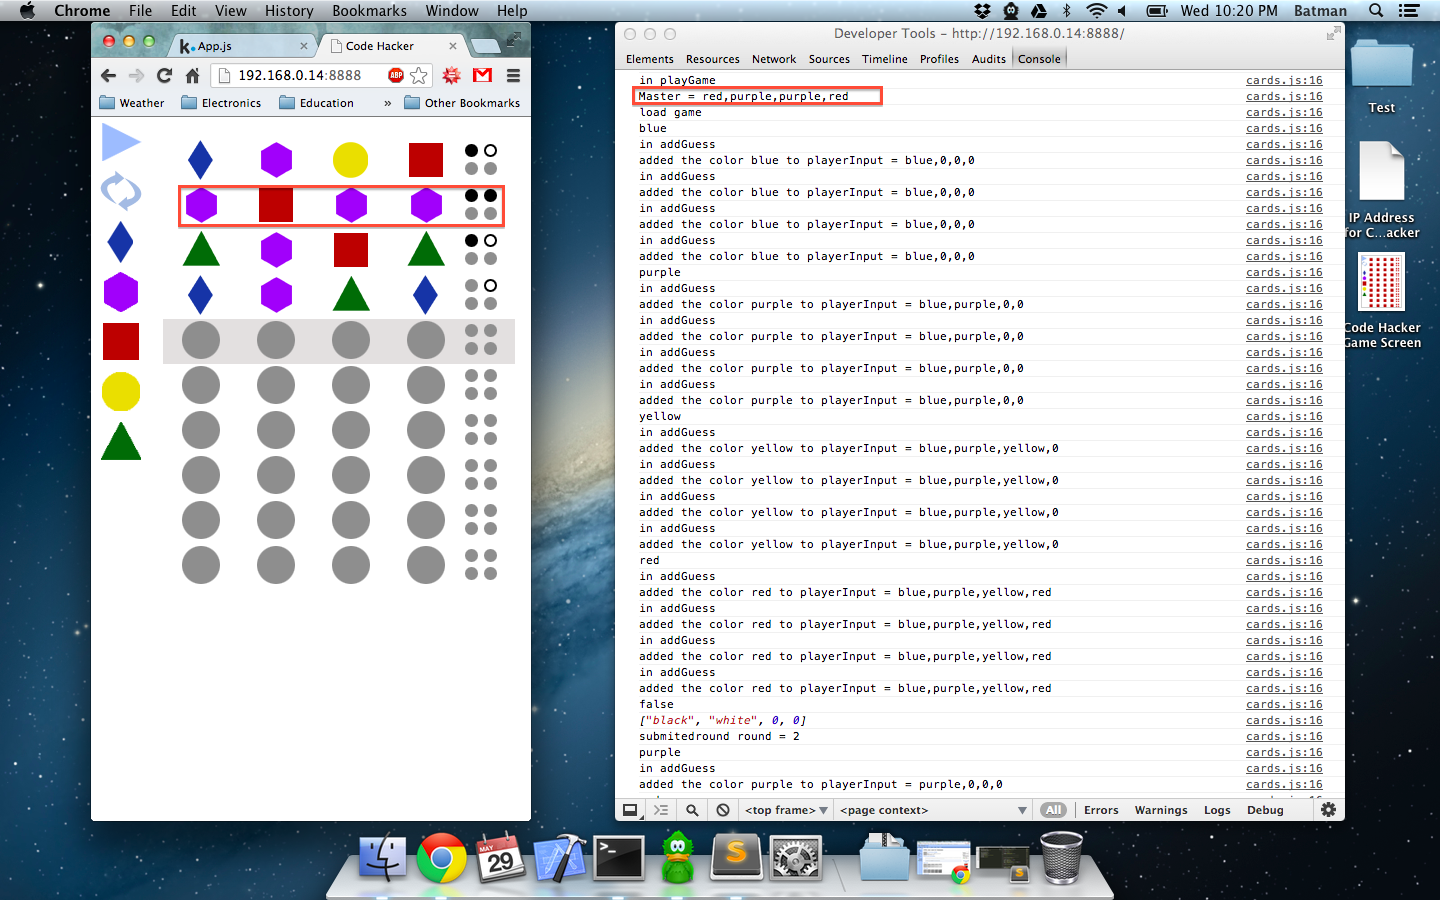 Chrome File Edit View History Bookmarks Window Help Wed 10:20 PM Batman
k. App.js
Code Hacker
192.168.0.14:8888
ABP
Weather Electronics Education » Other Bookmarks
Developer Tools - http://192.168.0.14:8888/
Elements Resources Network Sources Timeline Profiles Audits Console
in playGame cards.js:16
Master = red,purple,purple,red cards.js:16
load game cards.js:16
blue cards.js:16
in addGuess cards.js:16
added the color blue to playerInput = blue,0,0,0 cards.js:16
in addGuess cards.js:16
added the color blue to playerInput = blue,0,0,0 cards.js:16
in addGuess cards.js:16
added the color blue to playerInput = blue,0,0,0 cards.js:16
in addGuess cards.js:16
added the color blue to playerInput = blue,0,0,0 cards.js:16
purple cards.js:16
in addGuess cards.js:16
added the color purple to playerInput = blue,purple,0,0 cards.js:16
in addGuess cards.js:16
added the color purple to playerInput = blue,purple,0,0 cards.js:16
in addGuess cards.js:16
added the color purple to playerInput = blue,purple,0,0 cards.js:16
in addGuess cards.js:16
added the color purple to playerInput = blue,purple,0,0 cards.js:16
yellow cards.js:16
in addGuess cards.js:16
added the color yellow to playerInput = blue,purple,yellow,0 cards.js:16
in addGuess cards.js:16
added the color yellow to playerInput = blue,purple,yellow,0 cards.js:16
in addGuess cards.js:16
added the color yellow to playerInput = blue,purple,yellow,0 cards.js:16
in addGuess cards.js:16
added the color yellow to playerInput = blue,purple,yellow,0 cards.js:16
red cards.js:16
in addGuess cards.js:16
added the color red to playerInput = blue,purple,yellow,red cards.js:16
in addGuess cards.js:16
added the color red to playerInput = blue,purple,yellow,red cards.js:16
in addGuess cards.js:16
added the color red to playerInput = blue,purple,yellow,red cards.js:16
in addGuess cards.js:16
added the color red to playerInput = blue,purple,yellow,red cards.js:16
false cards.js:16
["black", "white", 0, 0] cards.js:16
submitedround round = 2 cards.js:16
purple cards.js:16
in addGuess cards.js:16
added the color purple to playerInput = purple,0,0,0 cards.js:16
<top frame> <page context> All Errors Warnings Logs Debug
Test
IP Address
for C...acker
Code Hacker
Game Screen
MAY
29
S